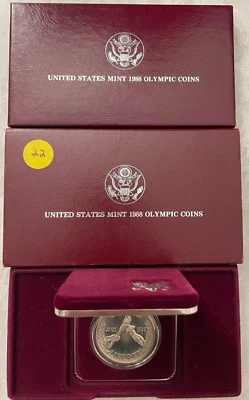 UNITED STATES MINT 1988 OLYMPIC COINS
22
UNITED STATES MINT 1988 OLYMPIC COINS